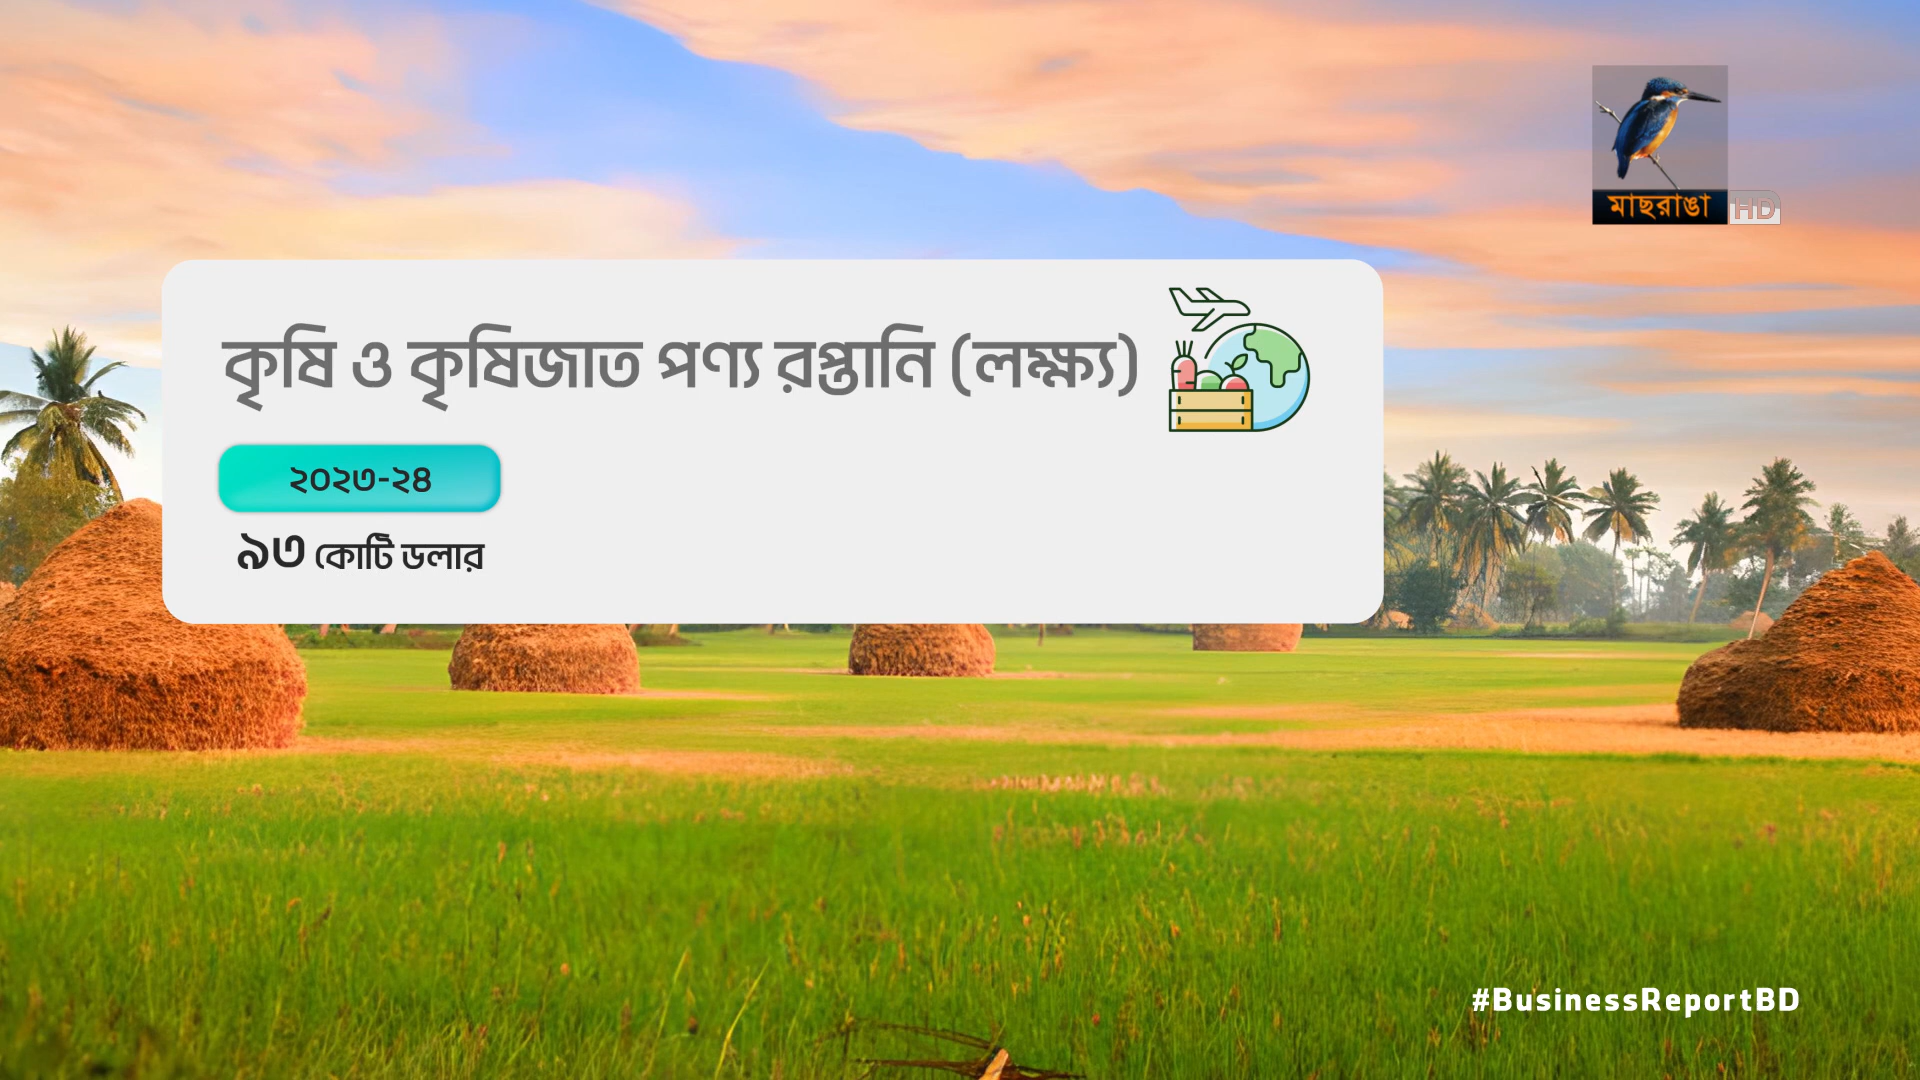 মাছরাঙা HD
কৃষি ও কৃষিজাত পণ্য রপ্তানি (লক্ষ্য)
২০২৩-২৪
৯৩ কোটি ডলার
#BusinessReportBD